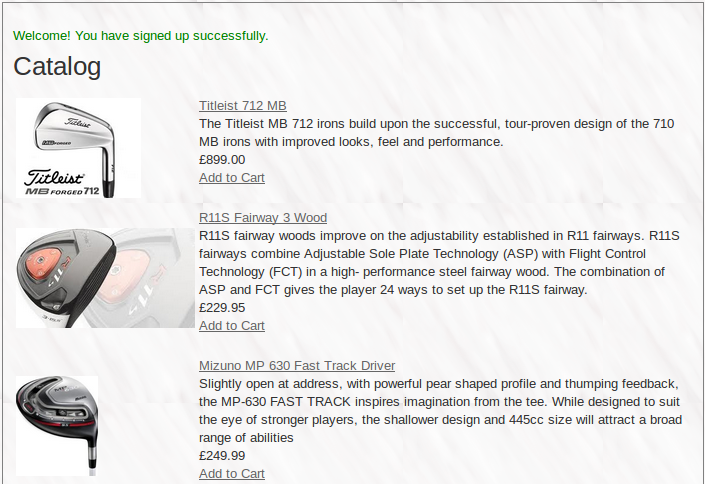 Welcome! You have signed up successfully.
Catalog
Titleist
MB FORGED
Titleist
MB FORGED 712
Titleist 712 MB
The Titleist MB 712 irons build upon the successful, tour-proven design of the 710
MB irons with improved looks, feel and performance.
£899.00
Add to Cart
R11S
R11S Fairway 3 Wood
R11S fairway woods improve on the adjustability established in R11 fairways. R11S
fairways combine Adjustable Sole Plate Technology (ASP) with Flight Control
Technology (FCT) in a high- performance steel fairway wood. The combination of
ASP and FCT gives the player 24 ways to set up the R11S fairway.
£229.95
Add to Cart
Mizuno MP 630 Fast Track Driver
Slightly open at address, with powerful pear shaped profile and thumping feedback,
the MP-630 FAST TRACK inspires imagination from the tee. While designed to suit
the eye of stronger players, the shallower design and 445cc size will attract a broad
range of abilities
£249.99
Add to Cart